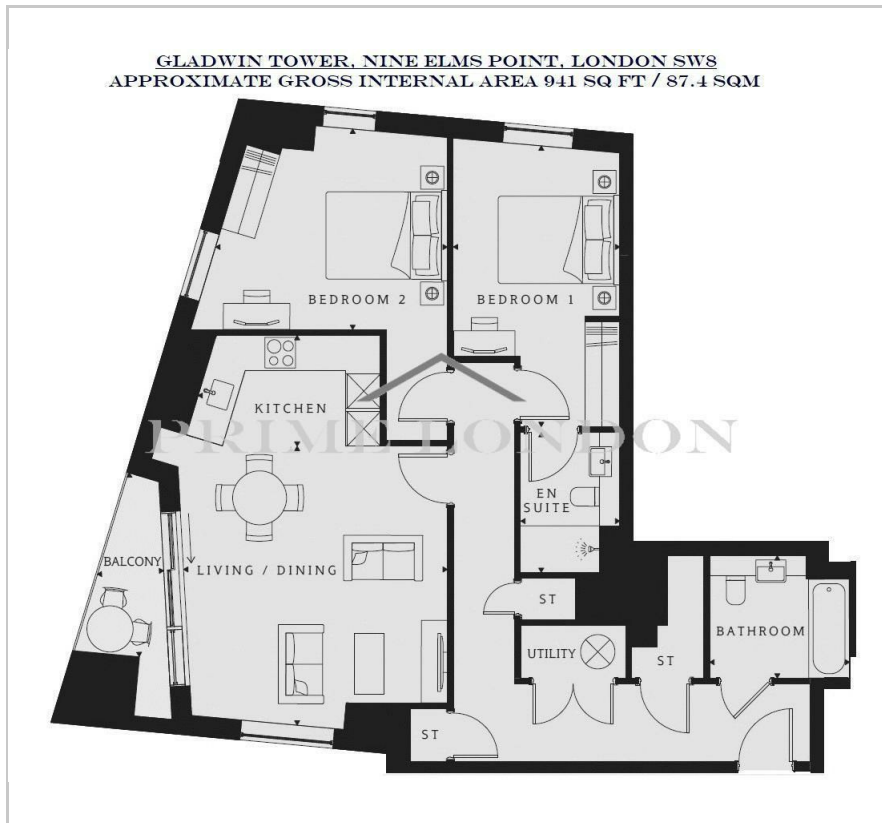 GLADWIN TOWER, NINE ELMS POINT, LONDON SW8
APPROXIMATE GROSS INTERNAL AREA 941 SQ FT / 87.4 SQM
BEDROOM 2
BEDROOM 1
KITCHEN
PRIME LONDON
EN
SUITE
BALCONY
LIVING / DINING
ST
BATHROOM
UTILITY
ST
ST